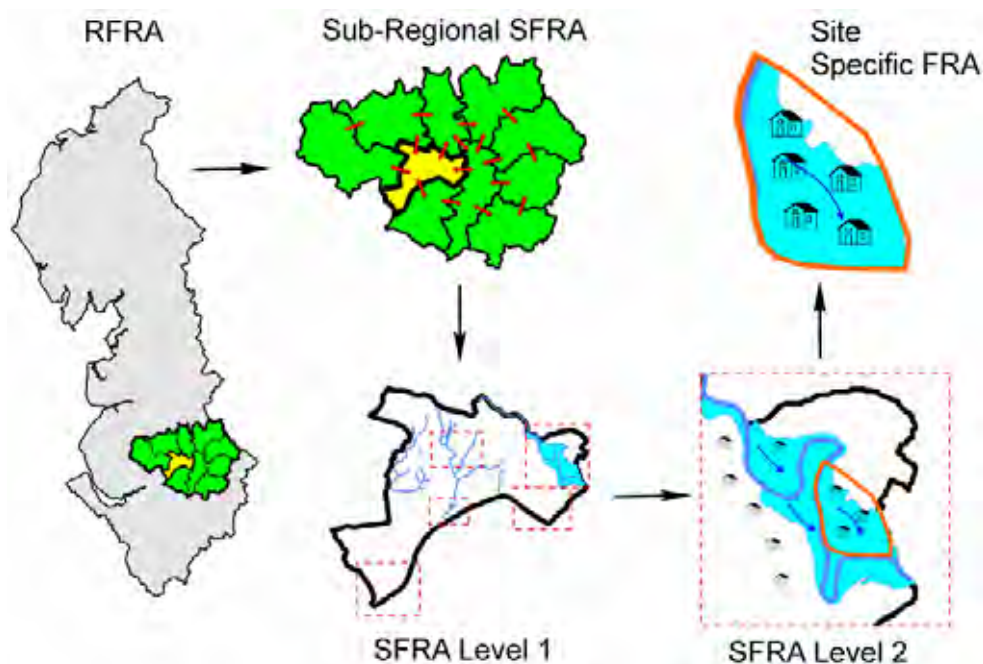 RFRA
Sub-Regional SFRA
Site
Specific FRA
SFRA Level 1
SFRA Level 2